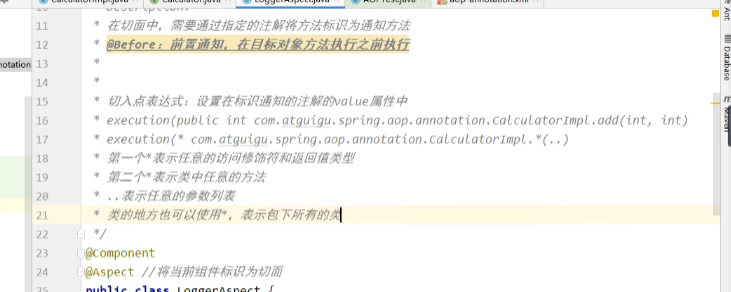 CalculatorImpl.java Calculator.java LoggerAspect.java AOPTest.java aop-annotation.xml
10 Description:
11 * 在切面中，需要通过指定的注解将方法标识为通知方法
12 * @Before：前置通知，在目标对象方法执行之前执行
13 *
14 *
15 * 切入点表达式：设置在标识通知的注解的value属性中
16 * execution(public int com.atguigu.spring.aop.annotation.CalculatorImpl.add(int, int)
17 * execution(* com.atguigu.spring.aop.annotation.CalculatorImpl.*(..)
18 * 第一个*表示任意的访问修饰符和返回值类型
19 * 第二个*表示类中任意的方法
20 * ..表示任意的参数列表
21 * 类的地方也可以使用*，表示包下所有的类
22 */
23 @Component
24 @Aspect //将当前组件标识为切面
25 public class LoggerAspect {
notation
Ant
Database
m
Maven